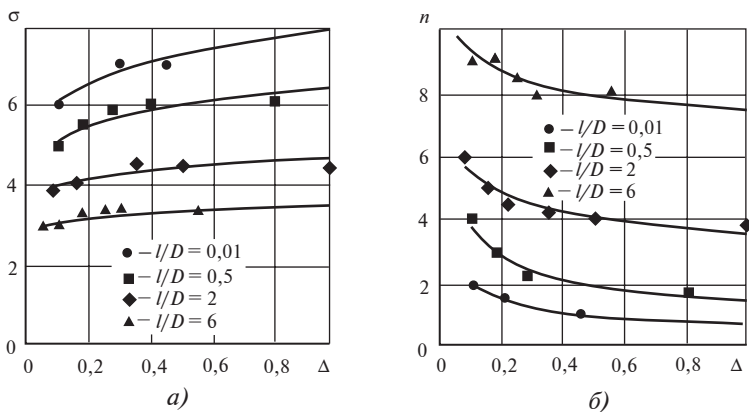 σ
6
4
2
0
0
0,2
0,4
0,6
0,8
Δ
– l/D = 0,01
– l/D = 0,5
– l/D = 2
– l/D = 6
а)
n
8
6
4
2
0
0
0,2
0,4
0,6
0,8
Δ
– l/D = 0,01
– l/D = 0,5
– l/D = 2
– l/D = 6
б)